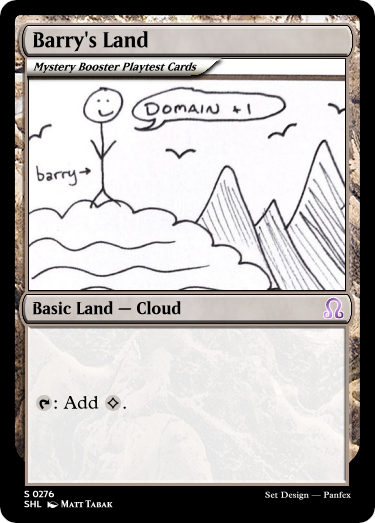 Barry's Land
Mystery Booster Playtest Cards
DOMAIN +1
barry→
Basic Land — Cloud
: Add .
S 0276
SHL Matt Tabak
Set Design — Panfex